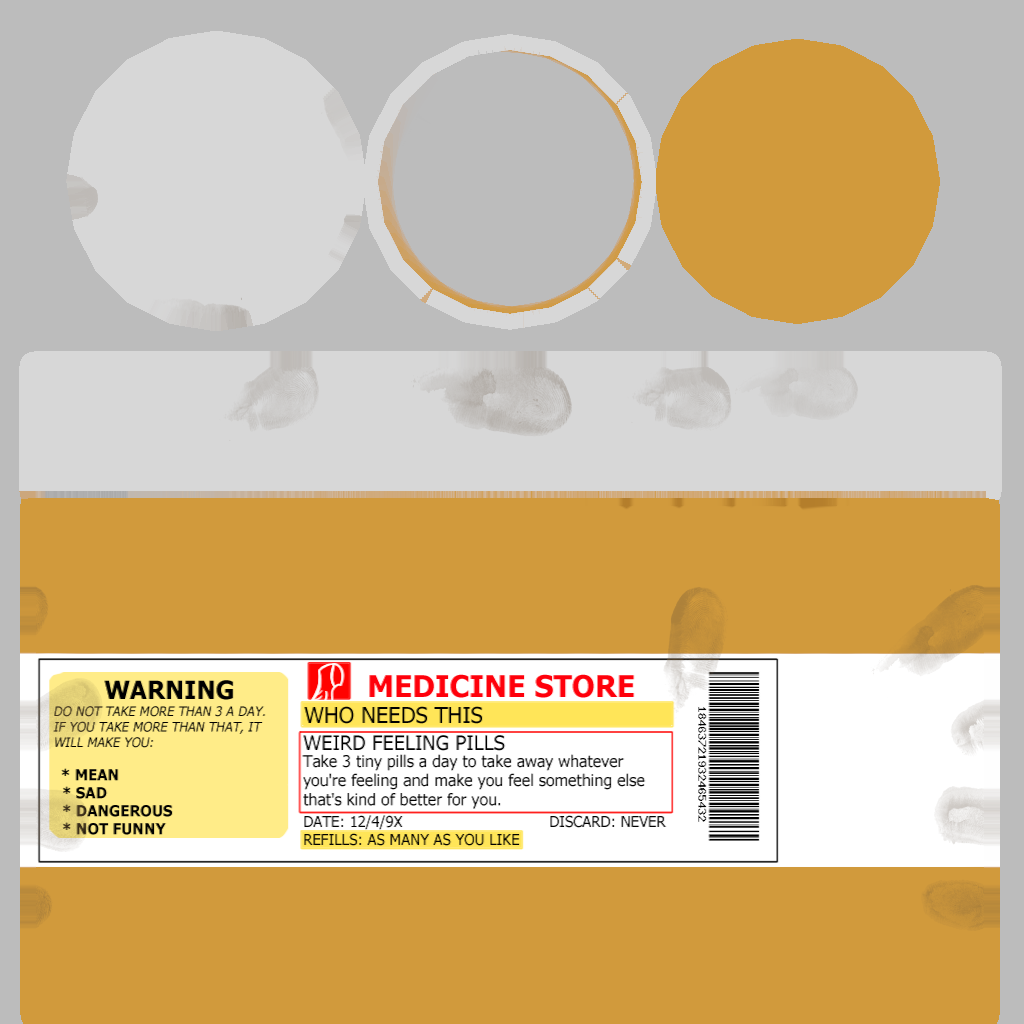 WARNING
DO NOT TAKE MORE THAN 3 A DAY.
IF YOU TAKE MORE THAN THAT, IT
WILL MAKE YOU:
* MEAN
* SAD
* DANGEROUS
* NOT FUNNY
MEDICINE STORE
WHO NEEDS THIS
WEIRD FEELING PILLS
Take 3 tiny pills a day to take away whatever
you're feeling and make you feel something else
that's kind of better for you.
DATE: 12/4/9X DISCARD: NEVER
REFILLS: AS MANY AS YOU LIKE
18463721932465432